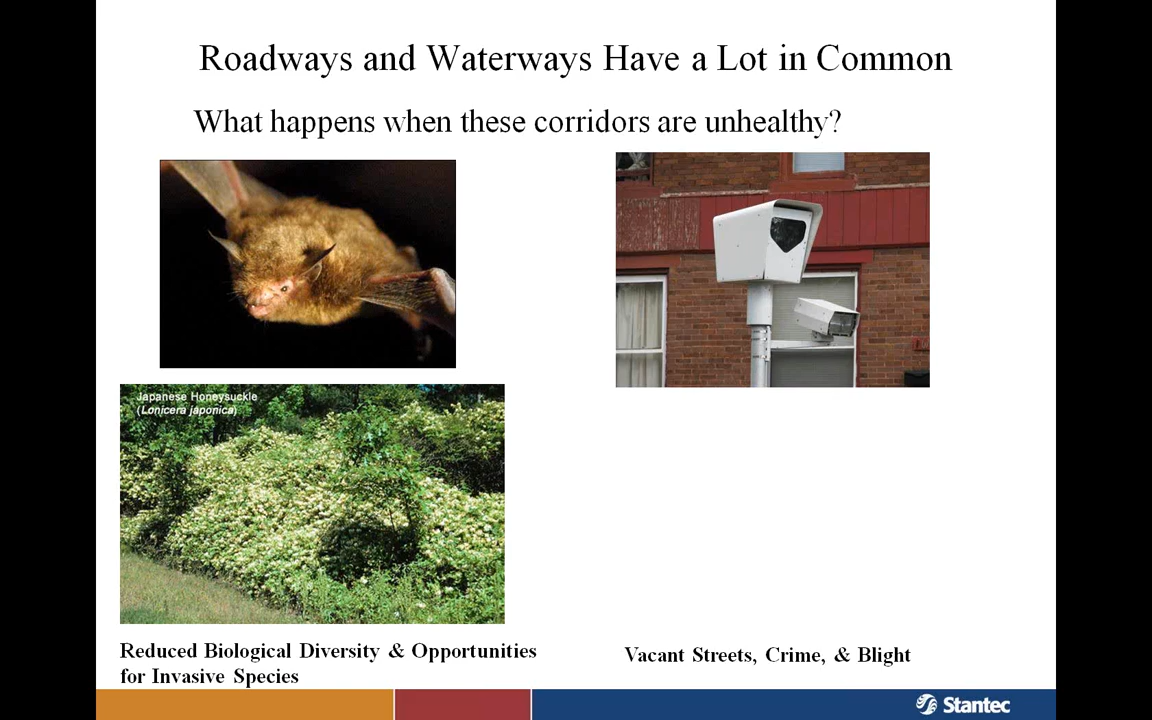 Roadways and Waterways Have a Lot in Common
What happens when these corridors are unhealthy?
Japanese Honeysuckle
(Lonicera japonica)
Reduced Biological Diversity & Opportunities
for Invasive Species
Vacant Streets, Crime, & Blight
Stantec